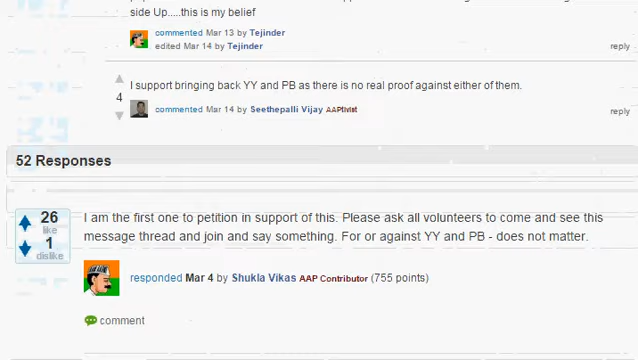 side Up.....this is my belief
commented Mar 13 by Tejinder
edited Mar 14 by Tejinder
reply
I support bringing back YY and PB as there is no real proof against either of them.
4
commented Mar 14 by Seethepalli Vijay AAPtivist
reply
52 Responses
26
like
1
dislike
I am the first one to petition in support of this. Please ask all volunteers to come and see this
message thread and join and say something. For or against YY and PB - does not matter.
responded Mar 4 by Shukla Vikas AAP Contributor (755 points)
comment